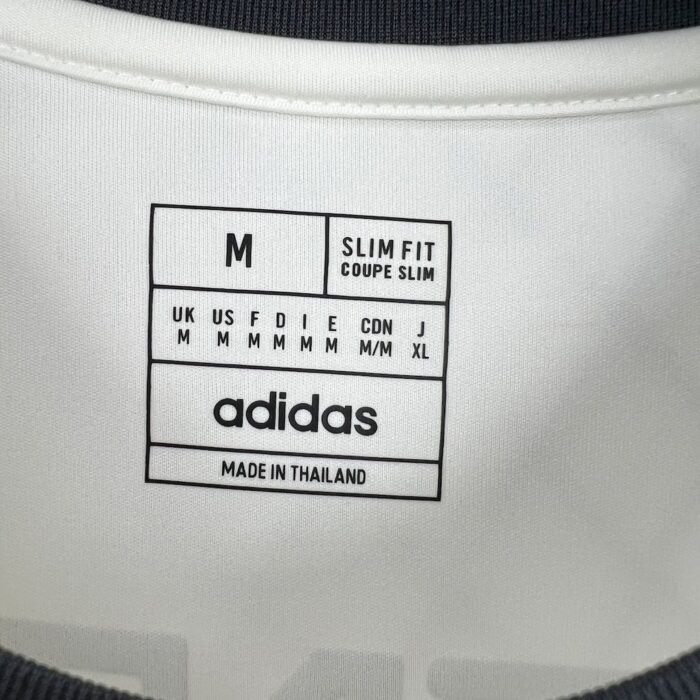 M
SLIM FIT
COUPE SLIM
UK US F D I E CDN J
M M M M M M M/M XL
adidas
MADE IN THAILAND